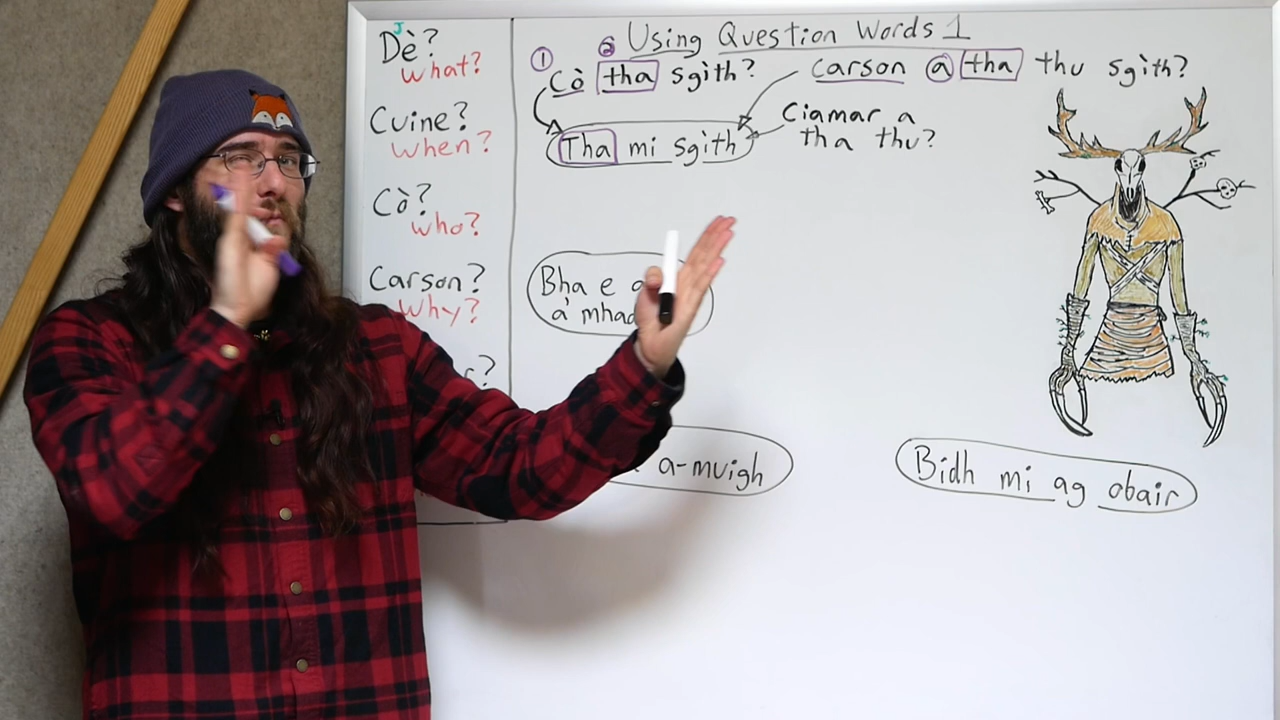 Using Question Words 1
J
Dè?
what?
Cuine?
when?
Cò?
who?
Carson?
Why?
r?
1 2
Cò tha sgìth?
Carson a tha thu sgìth?
Tha mi sgìth
Ciamar a
tha thu?
Bha e
a' mha
a-muigh
Bidh mi ag obair